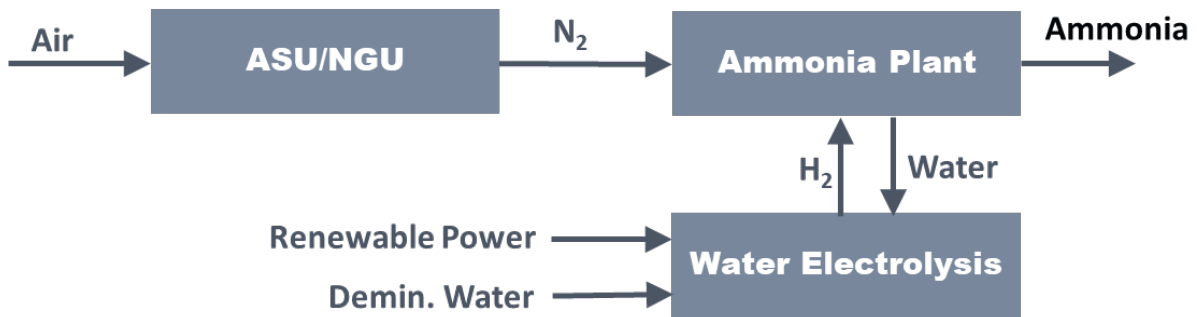 Air
ASU/NGU
N₂
Ammonia Plant
Ammonia
H₂
Water
Renewable Power
Demin. Water
Water Electrolysis